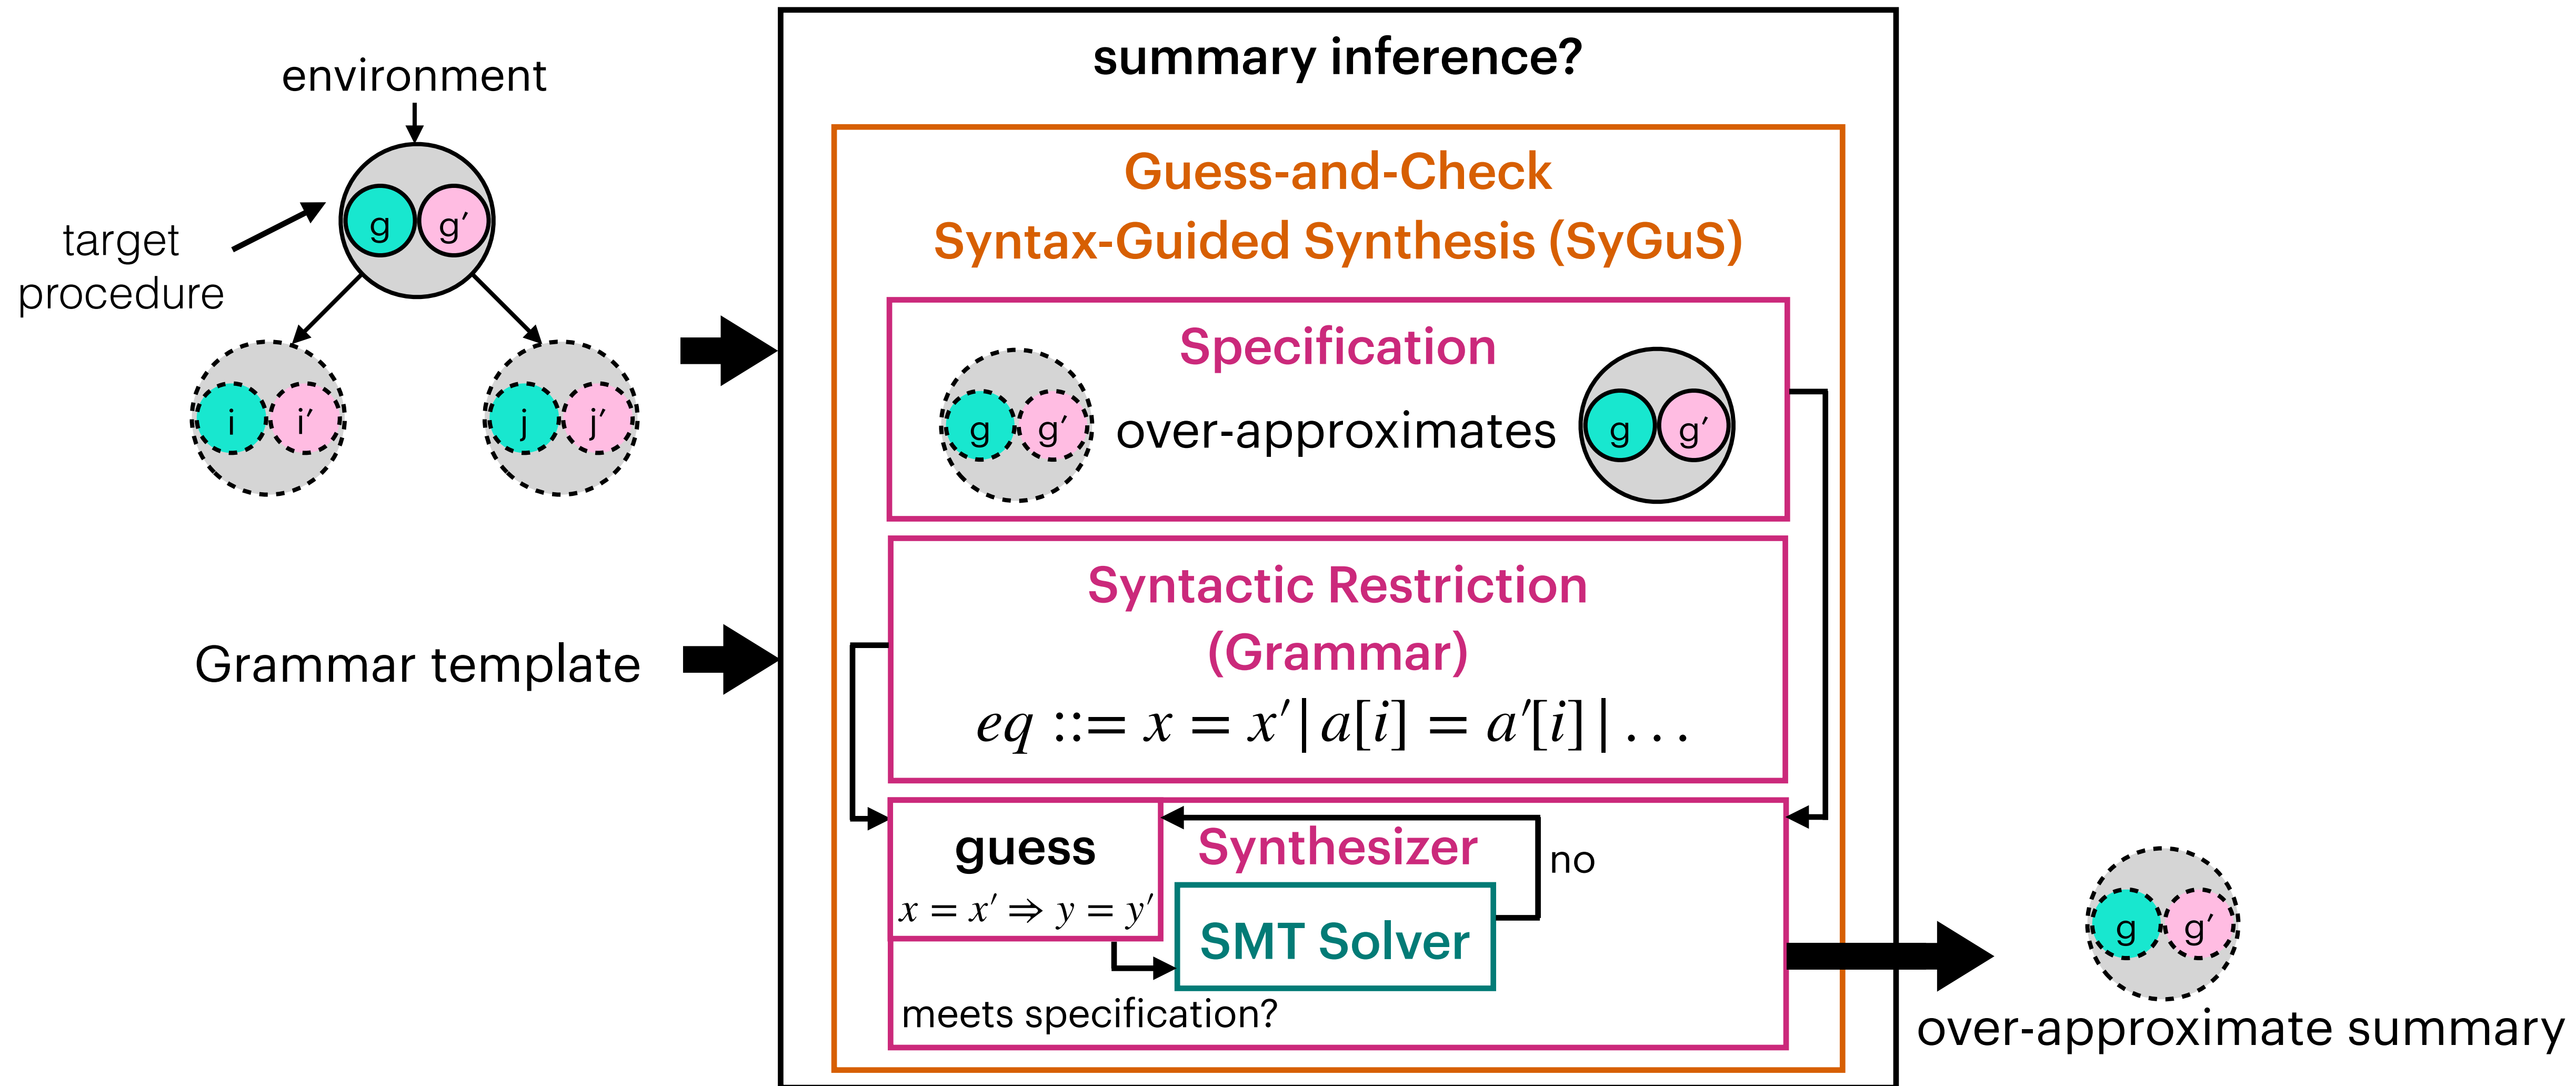 environment
g g′
target
procedure
i i′
j j′
Grammar template
summary inference?
Guess-and-Check
Syntax-Guided Synthesis (SyGuS)
Specification
g g′ over-approximates g g′
Syntactic Restriction
(Grammar)
eq ::= x = x′ | a[i] = a′[i] | . . .
guess
x = x′ ⇒ y = y′
Synthesizer
no
SMT Solver
meets specification?
g g′
over-approximate summary